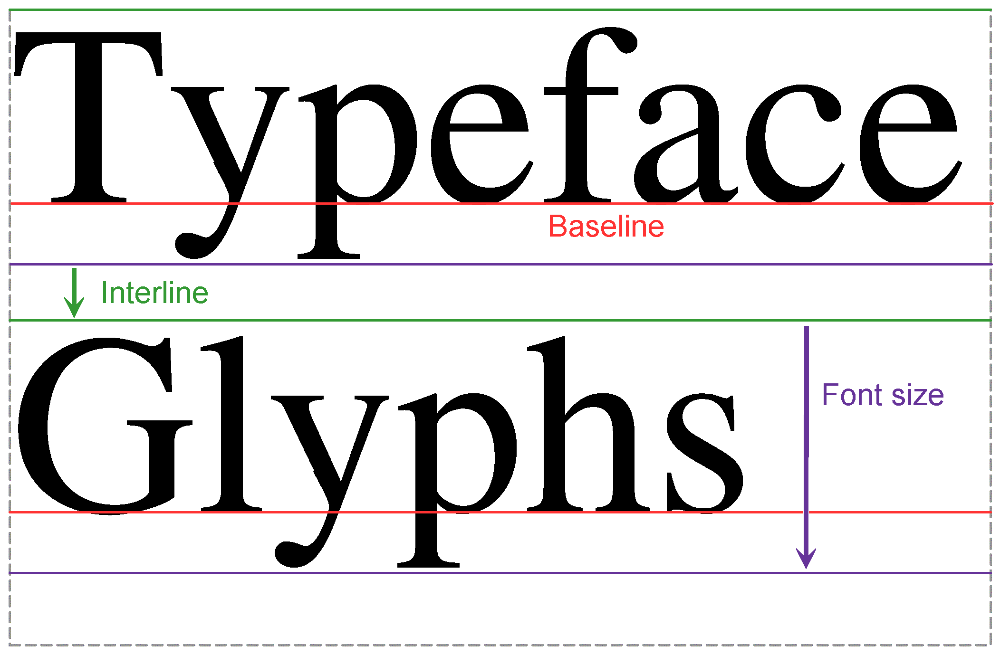 Typeface
Baseline
Interline
Glyphs
Font size